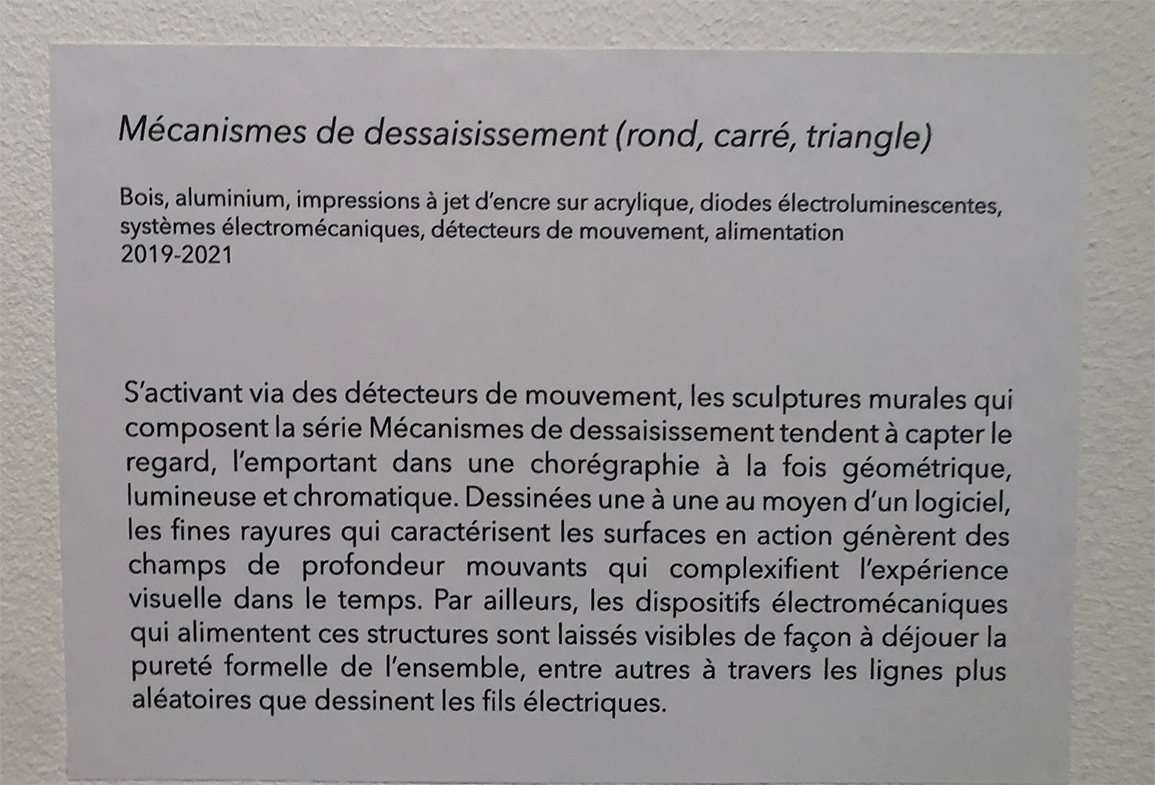 Mécanismes de dessaisissement (rond, carré, triangle)
Bois, aluminium, impressions à jet d'encre sur acrylique, diodes électroluminescentes,
systèmes électromécaniques, détecteurs de mouvement, alimentation
2019-2021
S'activant via des détecteurs de mouvement, les sculptures murales qui
composent la série Mécanismes de dessaisissement tendent à capter le
regard, l'emportant dans une chorégraphie à la fois géométrique,
lumineuse et chromatique. Dessinées une à une au moyen d'un logiciel,
les fines rayures qui caractérisent les surfaces en action génèrent des
champs de profondeur mouvants qui complexifient l'expérience
visuelle dans le temps. Par ailleurs, les dispositifs électromécaniques
qui alimentent ces structures sont laissés visibles de façon à déjouer la
pureté formelle de l'ensemble, entre autres à travers les lignes plus
aléatoires que dessinent les fils électriques.